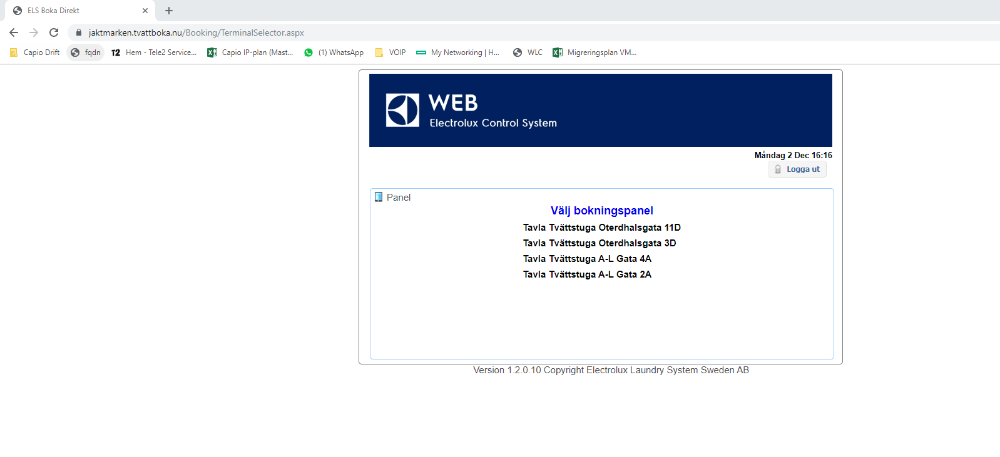 ELS Boka Direkt
jaktmarken.tvattboka.nu/Booking/TerminalSelector.aspx
Capio Drift fqdn T2 Hem - Tele2 Service... Capio IP-plan (Mast... (1) WhatsApp VOIP My Networking | H... WLC Migreringsplan VM...
WEB
Electrolux Control System
Måndag 2 Dec 16:16
Logga ut
Panel
Välj bokningspanel
Tavla Tvättstuga Oterdhalsgata 11D
Tavla Tvättstuga Oterdhalsgata 3D
Tavla Tvättstuga A-L Gata 4A
Tavla Tvättstuga A-L Gata 2A
Version 1.2.0.10 Copyright Electrolux Laundry System Sweden AB